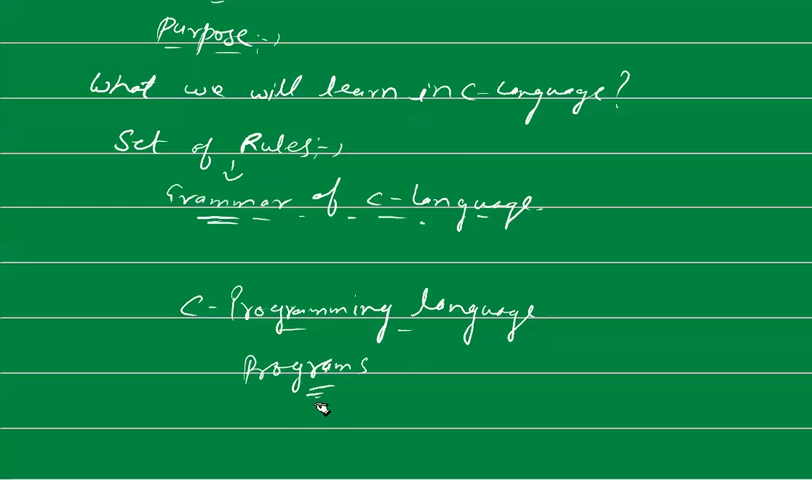 Purpose:-,
What we will learn in C-language?
Set of Rules:-,
Grammar of C-language.
C-Programming language
Programs